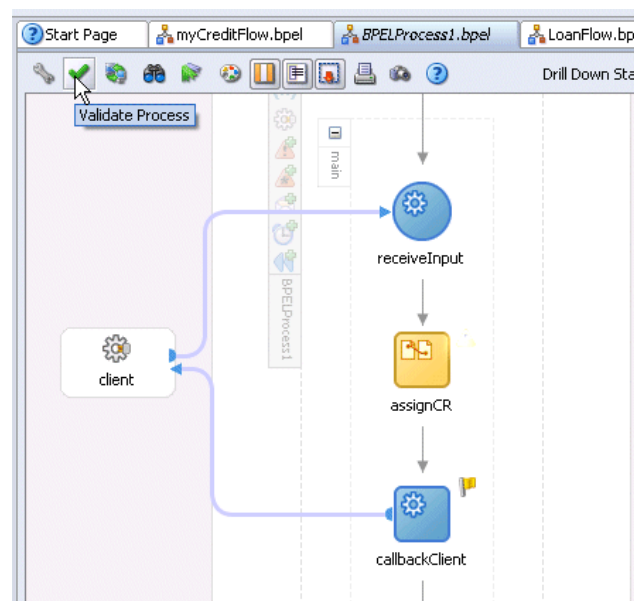 Start Page
myCreditFlow.bpel
BPELProcess1.bpel
LoanFlow.bp
Drill Down Sta
Validate Process
main
receiveInput
BPELProcess1
client
assignCR
callbackClient